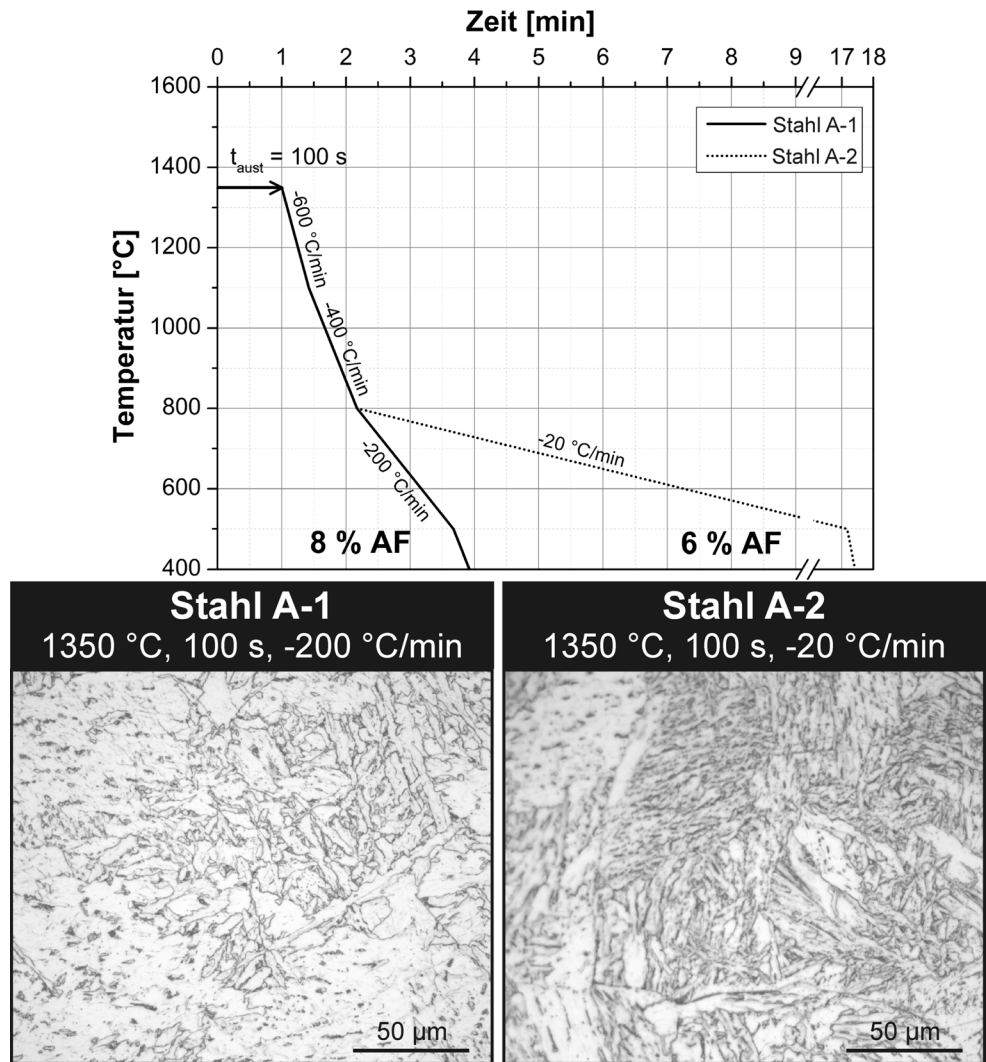 Zeit [min]
0 1 2 3 4 5 6 7 8 9 17 18
Temperatur [°C]
1600
1400
1200
1000
800
600
400
Stahl A-1
Stahl A-2
t_aust = 100 s
-600 °C/min
-400 °C/min
-200 °C/min
-20 °C/min
8 % AF
6 % AF
Stahl A-1
1350 °C, 100 s, -200 °C/min
50 µm
Stahl A-2
1350 °C, 100 s, -20 °C/min
50 µm